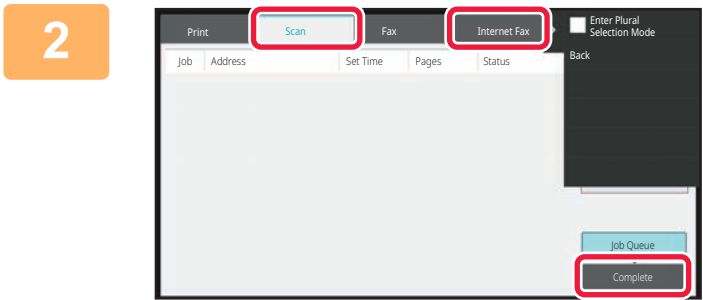 2
Print Scan Fax Internet Fax
Enter Plural
Selection Mode
Back
Job Address Set Time Pages Status
Job Queue
Complete